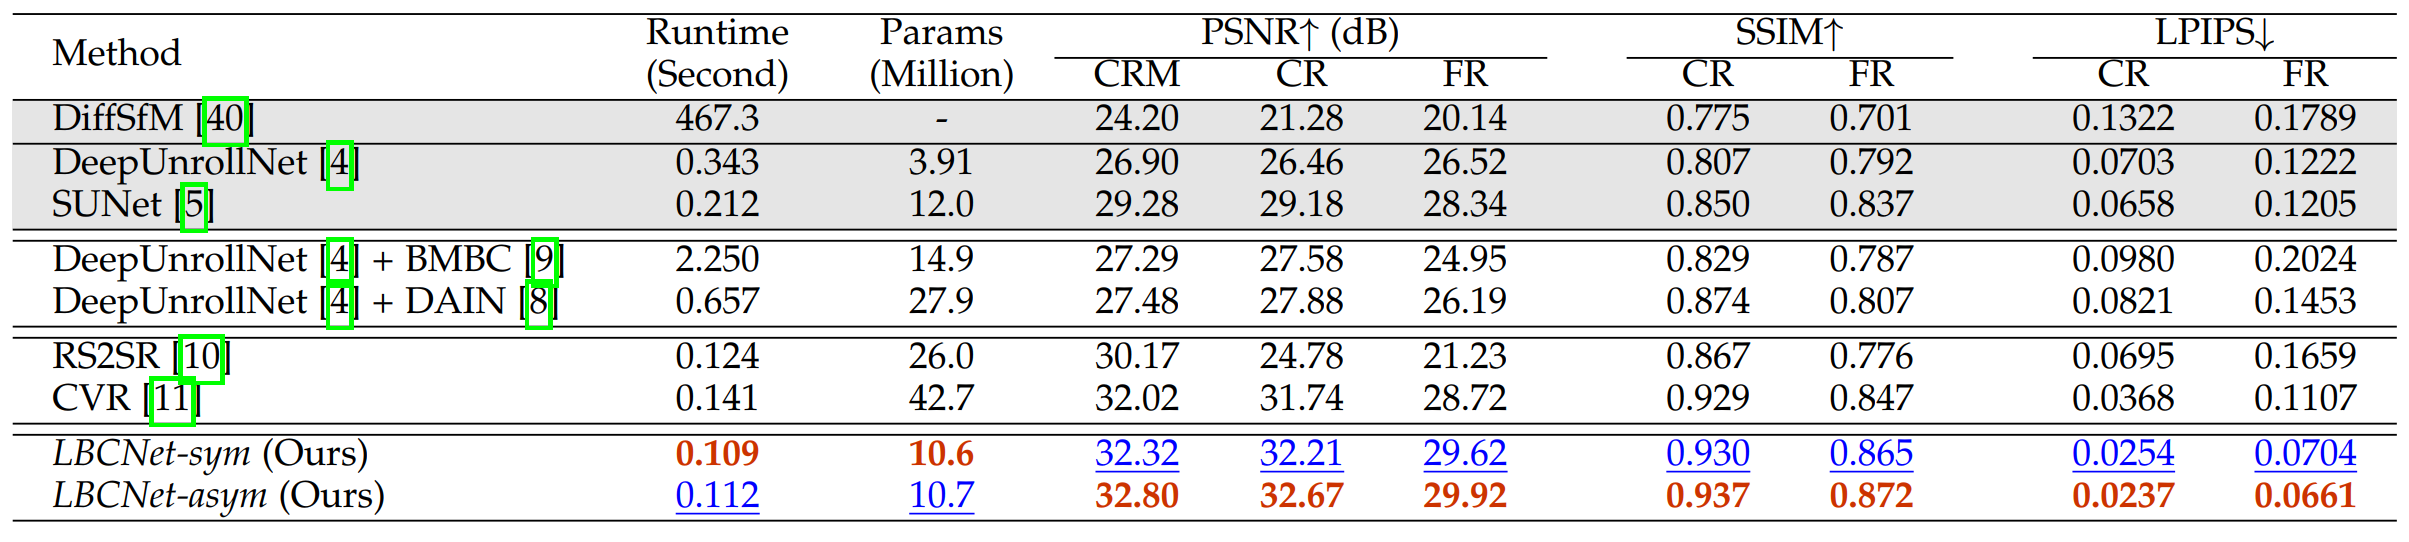 Method Runtime (Second) Params (Million) PSNR↑ (dB) SSIM↑ LPIPS↓
CRM CR FR CR FR CR FR
DiffSfM [40] 467.3 - 24.20 21.28 20.14 0.775 0.701 0.1322 0.1789
DeepUnrollNet [4] 0.343 3.91 26.90 26.46 26.52 0.807 0.792 0.0703 0.1222
SUNet [5] 0.212 12.0 29.28 29.18 28.34 0.850 0.837 0.0658 0.1205
DeepUnrollNet [4] + BMBC [9] 2.250 14.9 27.29 27.58 24.95 0.829 0.787 0.0980 0.2024
DeepUnrollNet [4] + DAIN [8] 0.657 27.9 27.48 27.88 26.19 0.874 0.807 0.0821 0.1453
RS2SR [10] 0.124 26.0 30.17 24.78 21.23 0.867 0.776 0.0695 0.1659
CVR [11] 0.141 42.7 32.02 31.74 28.72 0.929 0.847 0.0368 0.1107
LBCNet-sym (Ours) 0.109 10.6 32.32 32.21 29.62 0.930 0.865 0.0254 0.0704
LBCNet-asym (Ours) 0.112 10.7 32.80 32.67 29.92 0.937 0.872 0.0237 0.0661